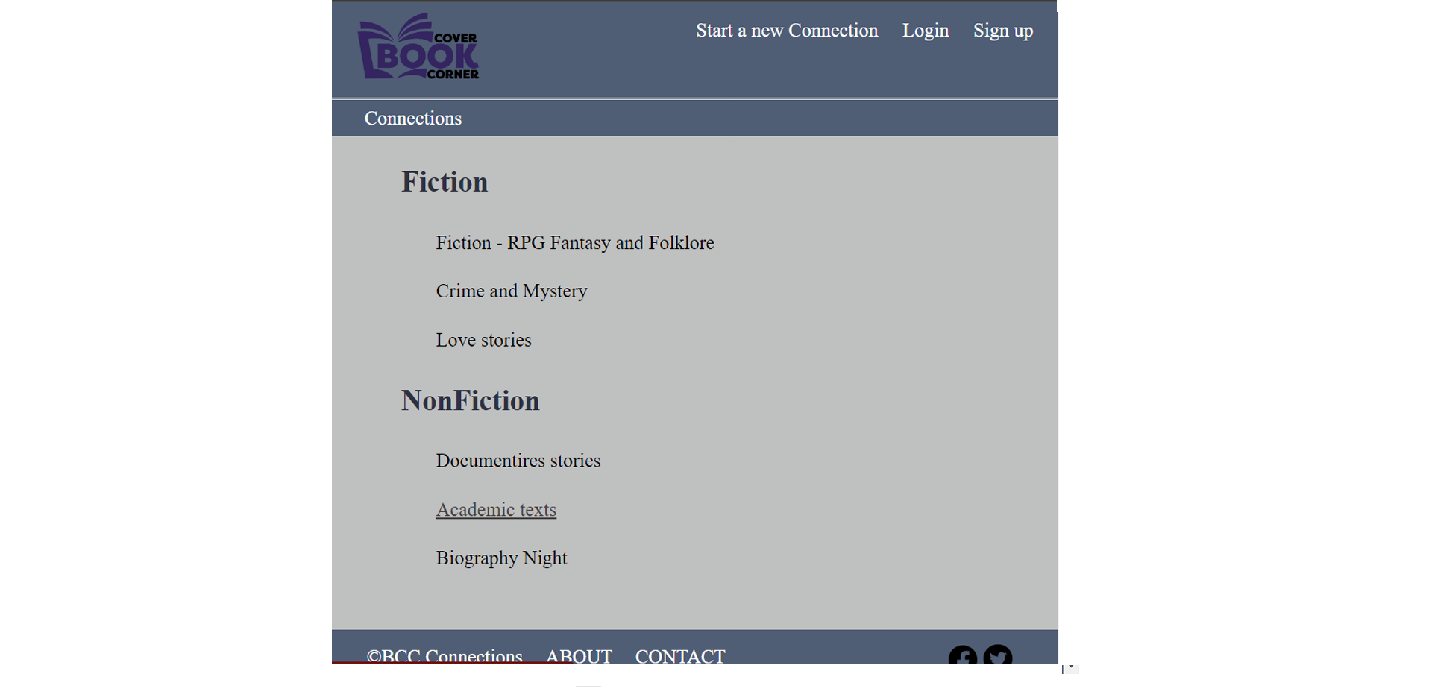 COVER
BOOK
CORNER
Start a new Connection Login Sign up
Connections
Fiction
Fiction - RPG Fantasy and Folklore
Crime and Mystery
Love stories
NonFiction
Documentires stories
Academic texts
Biography Night
©BCC Connections ABOUT CONTACT